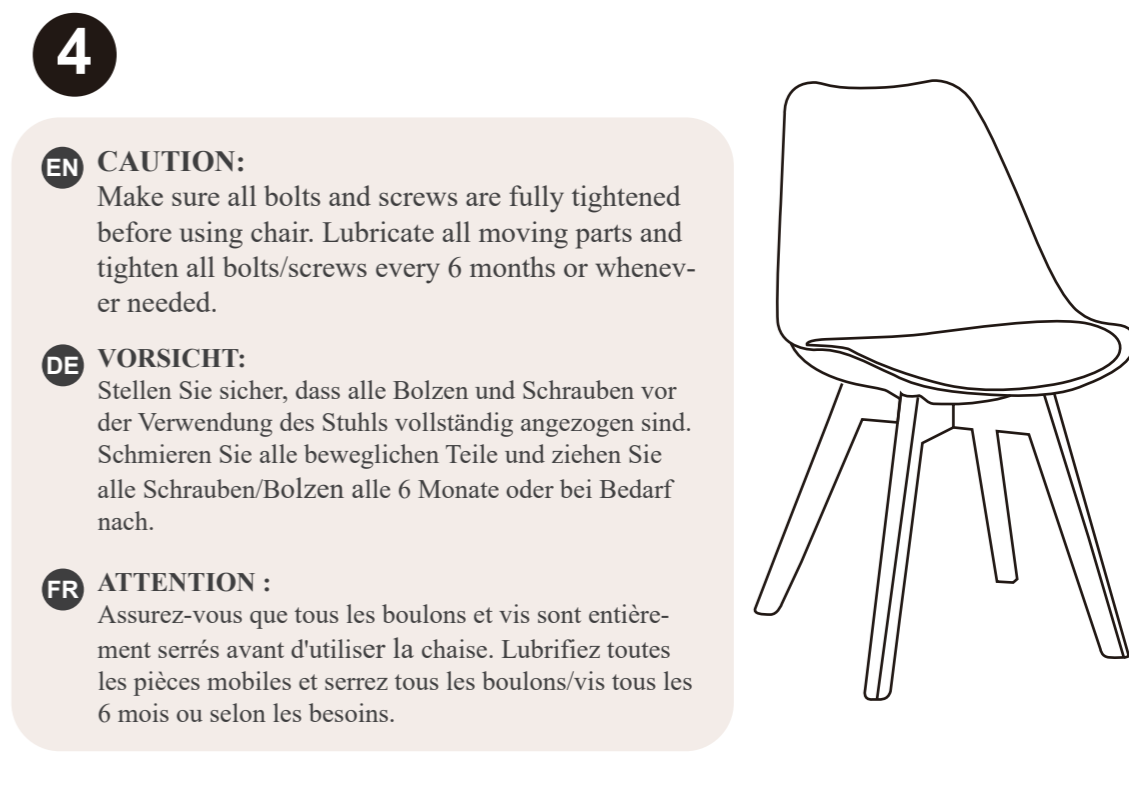 4
EN CAUTION:
Make sure all bolts and screws are fully tightened
before using chair. Lubricate all moving parts and
tighten all bolts/screws every 6 months or whenev-
er needed.
DE VORSICHT:
Stellen Sie sicher, dass alle Bolzen und Schrauben vor
der Verwendung des Stuhls vollständig angezogen sind.
Schmieren Sie alle beweglichen Teile und ziehen Sie
alle Schrauben/Bolzen alle 6 Monate oder bei Bedarf
nach.
FR ATTENTION :
Assurez-vous que tous les boulons et vis sont entière-
ment serrés avant d'utiliser la chaise. Lubrifiez toutes
les pièces mobiles et serrez tous les boulons/vis tous les
6 mois ou selon les besoins.